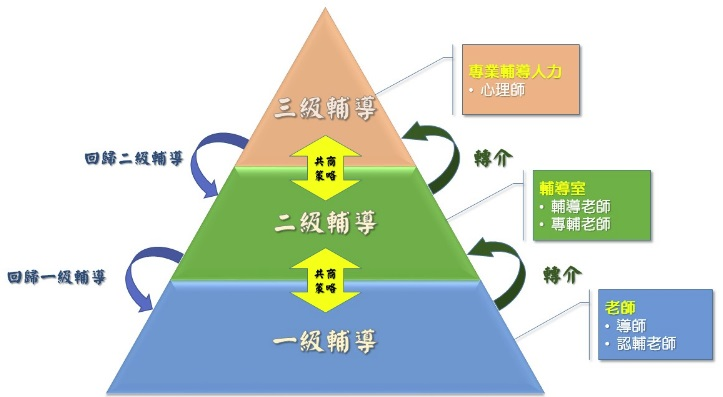 專業輔導人力
• 心理師
三級輔導
回歸二級輔導
共商
策略
轉介
輔導室
• 輔導老師
• 專輔老師
二級輔導
回歸一級輔導
共商
策略
轉介
老師
• 導師
• 認輔老師
一級輔導